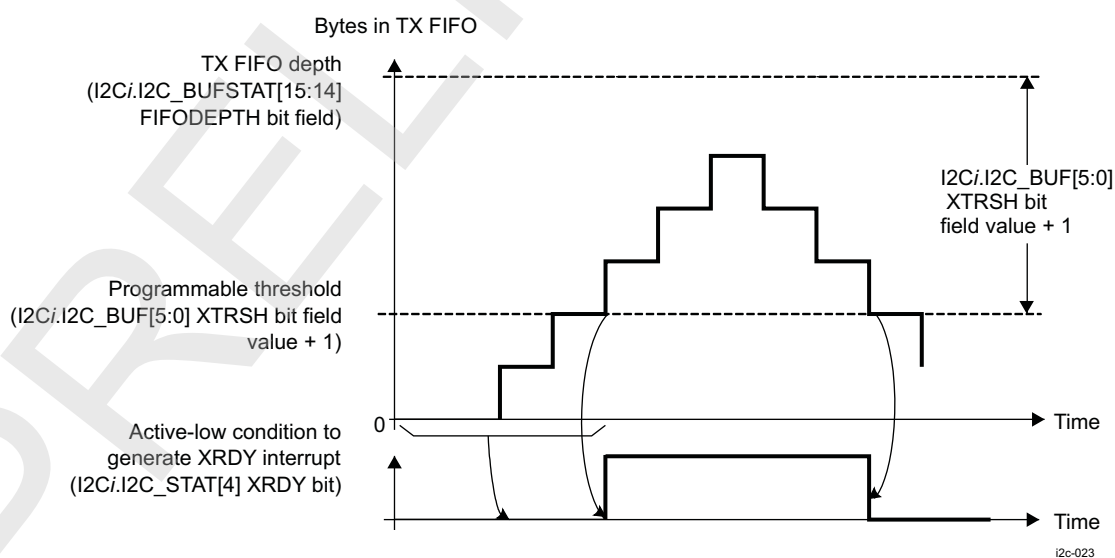 Bytes in TX FIFO
TX FIFO depth
(I2Ci.I2C_BUFSTAT[15:14]
FIFODEPTH bit field)
I2Ci.I2C_BUF[5:0]
XTRSH bit
field value + 1
Programmable threshold
(I2Ci.I2C_BUF[5:0] XTRSH bit field
value + 1)
0
Time
Active-low condition to
generate XRDY interrupt
(I2Ci.I2C_STAT[4] XRDY bit)
Time
i2c-023
PREL